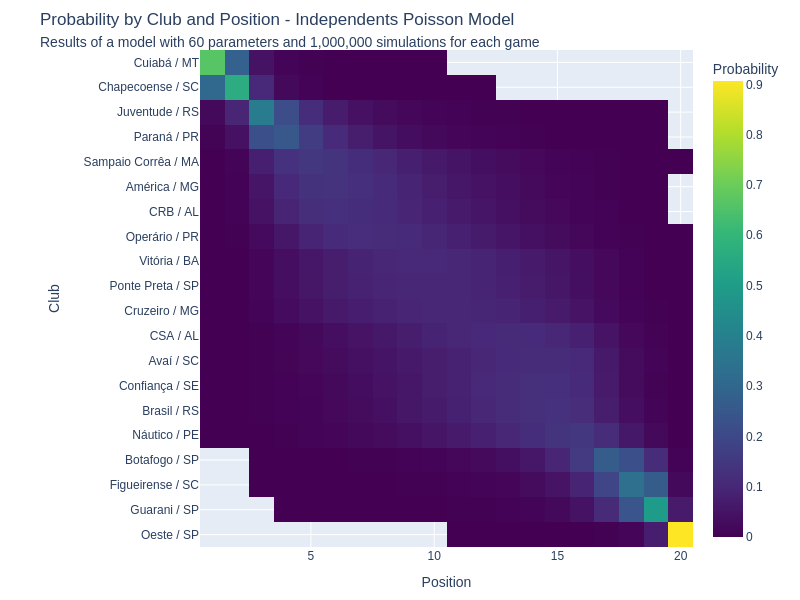 Probability by Club and Position - Independents Poisson Model
Results of a model with 60 parameters and 1,000,000 simulations for each game
Probability
Cuiabá / MT
Chapecoense / SC
Juventude / RS
Paraná / PR
Sampaio Corrêa / MA
América / MG
CRB / AL
Operário / PR
Vitória / BA
Ponte Preta / SP
Cruzeiro / MG
CSA / AL
Avaí / SC
Confiança / SE
Brasil / RS
Náutico / PE
Botafogo / SP
Figueirense / SC
Guarani / SP
Oeste / SP
Club
5
10
15
20
Position
0.9
0.8
0.7
0.6
0.5
0.4
0.3
0.2
0.1
0